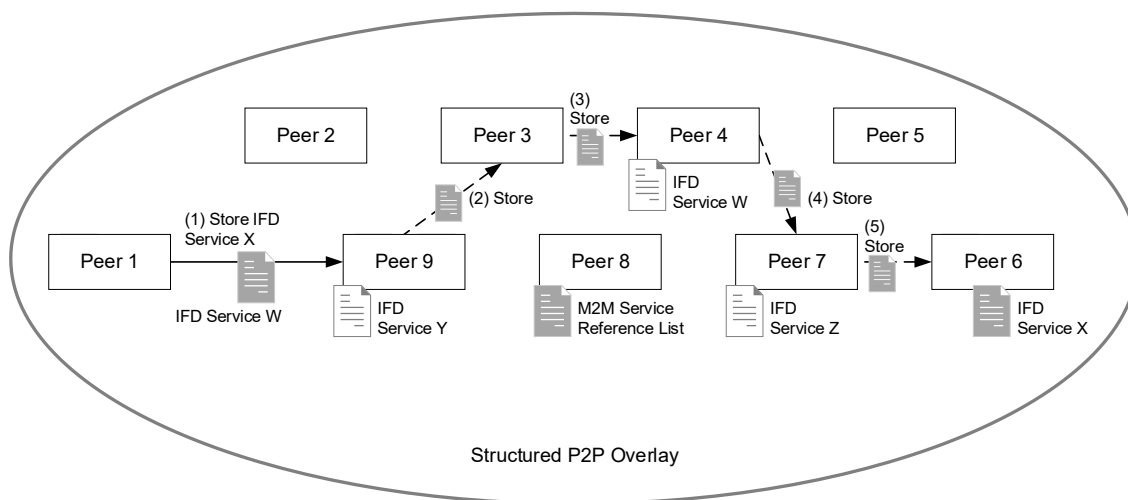 (3)
Store
Peer 2
Peer 3
Peer 4
Peer 5
(2) Store
IFD
Service W
(4) Store
(1) Store IFD
Service X
(5)
Store
Peer 1
Peer 9
Peer 8
Peer 7
Peer 6
IFD Service W
IFD
Service Y
M2M Service
Reference List
IFD
Service Z
IFD
Service X
Structured P2P Overlay